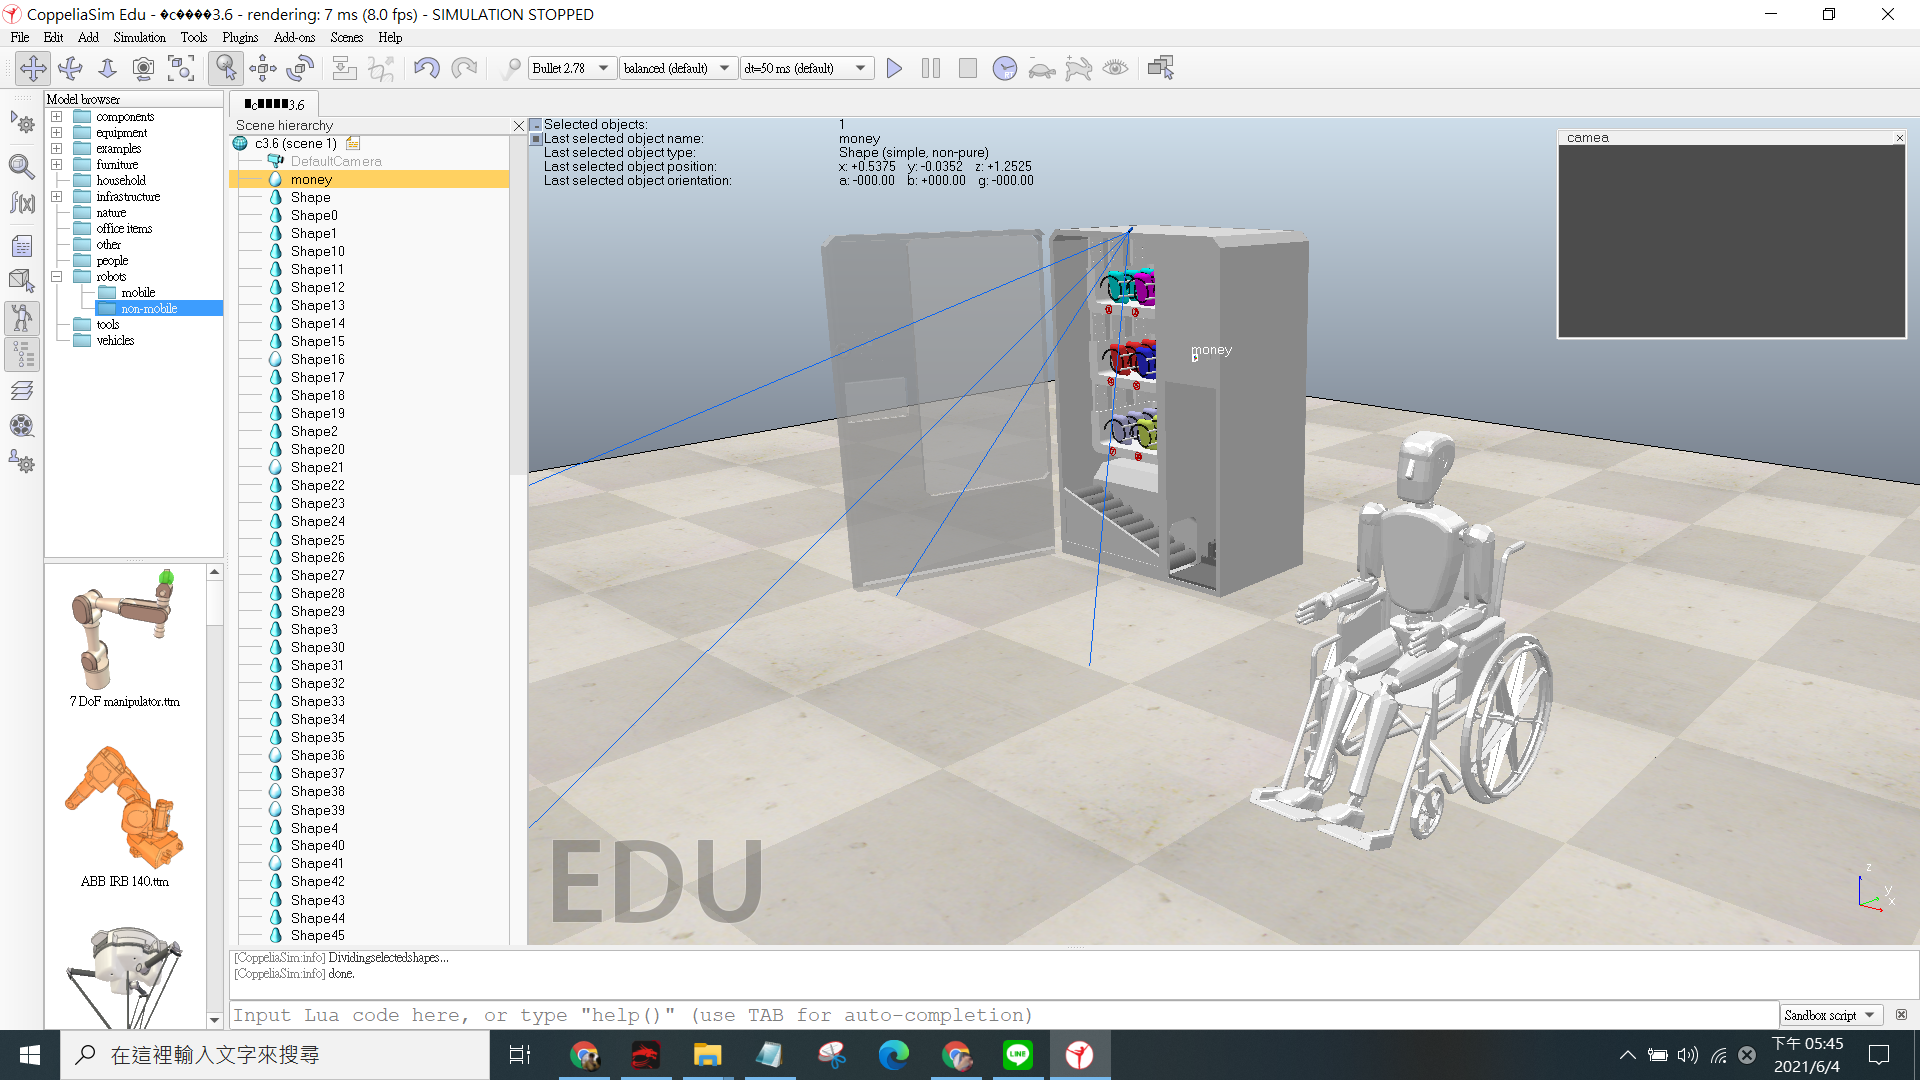 CoppeliaSim Edu - �c����3.6 - rendering: 7 ms (8.0 fps) - SIMULATION STOPPED
File Edit Add Simulation Tools Plugins Add-ons Scenes Help
Bullet 2.78 balanced (default) dt=50 ms (default)
Model browser
components
equipment
examples
furniture
household
infrastructure
nature
office items
other
people
robots
mobile
non-mobile
tools
vehicles
7 DoF manipulator.ttm
ABB IRB 140.ttm
■c■■■■3.6
Scene hierarchy
c3.6 (scene 1)
DefaultCamera
money
Shape
Shape0
Shape1
Shape10
Shape11
Shape12
Shape13
Shape14
Shape15
Shape16
Shape17
Shape18
Shape19
Shape2
Shape20
Shape21
Shape22
Shape23
Shape24
Shape25
Shape26
Shape27
Shape28
Shape29
Shape3
Shape30
Shape31
Shape32
Shape33
Shape34
Shape35
Shape36
Shape37
Shape38
Shape39
Shape4
Shape40
Shape41
Shape42
Shape43
Shape44
Shape45
Selected objects: 1
Last selected object name: money
Last selected object type: Shape (simple, non-pure)
Last selected object position: x: +0.5375 y: -0.0352 z: +1.2525
Last selected object orientation: a: -000.00 b: +000.00 g: -000.00
camea
money
EDU
z
y
x
[CoppeliaSim:info] Dividingselectedshapes...
[CoppeliaSim:info] done.
Input Lua code here, or type "help()" (use TAB for auto-completion)
Sandbox script
在這裡輸入文字來搜尋
LINE
下午 05:45
2021/6/4